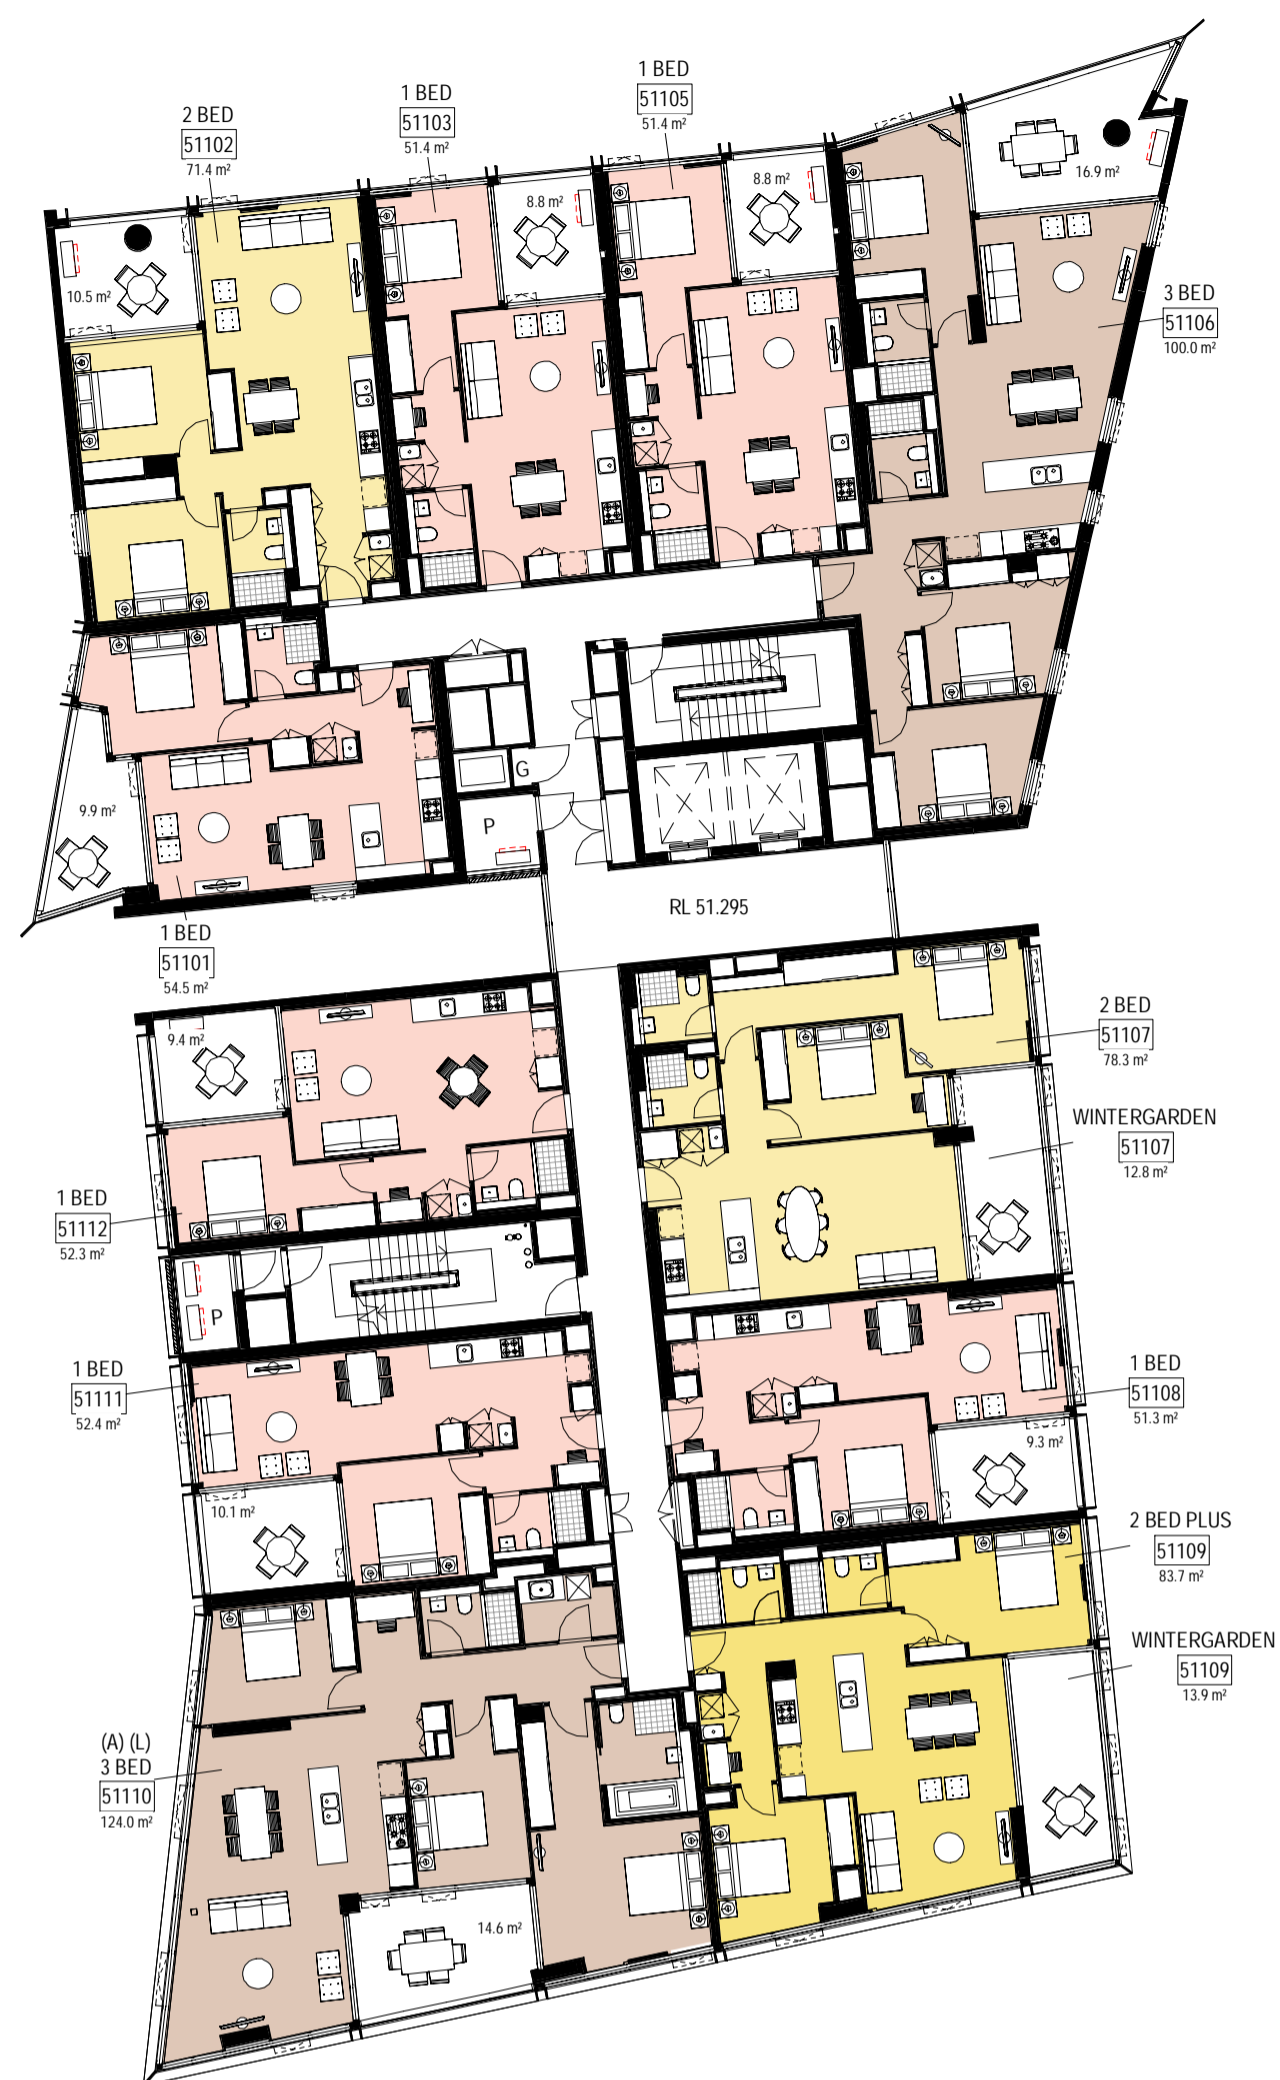 1 BED
51105
51.4 m²
1 BED
51103
51.4 m²
2 BED
51102
71.4 m²
16.9 m²
8.8 m²
8.8 m²
10.5 m²
3 BED
51106
100.0 m²
G
P
9.9 m²
RL 51.295
1 BED
51101
54.5 m²
2 BED
51107
78.3 m²
9.4 m²
WINTERGARDEN
51107
12.8 m²
1 BED
51112
52.3 m²
P
1 BED
51111
52.4 m²
1 BED
51108
51.3 m²
9.3 m²
10.1 m²
2 BED PLUS
51109
83.7 m²
WINTERGARDEN
51109
13.9 m²
(A) (L)
3 BED
51110
124.0 m²
14.6 m²